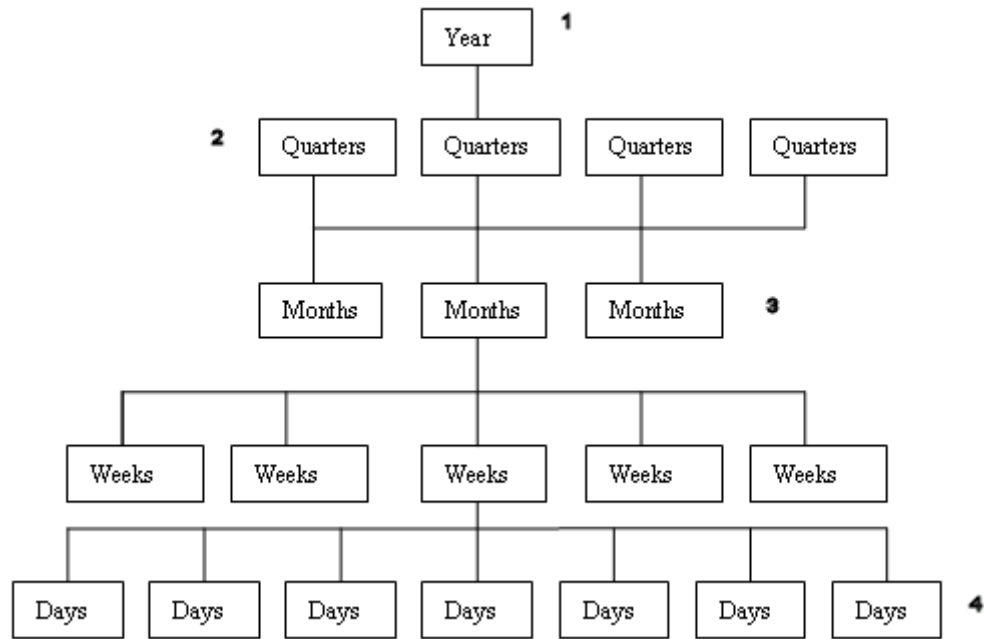 Year 1
2 Quarters Quarters Quarters Quarters
Months Months Months 3
Weeks Weeks Weeks Weeks Weeks
Days Days Days Days Days Days Days 4